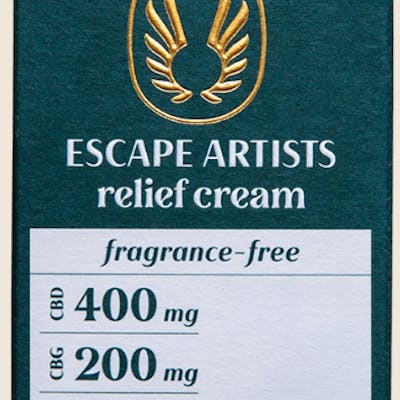 ESCAPE ARTISTS
relief cream
fragrance-free
CBD 400 mg
CBG 200 mg